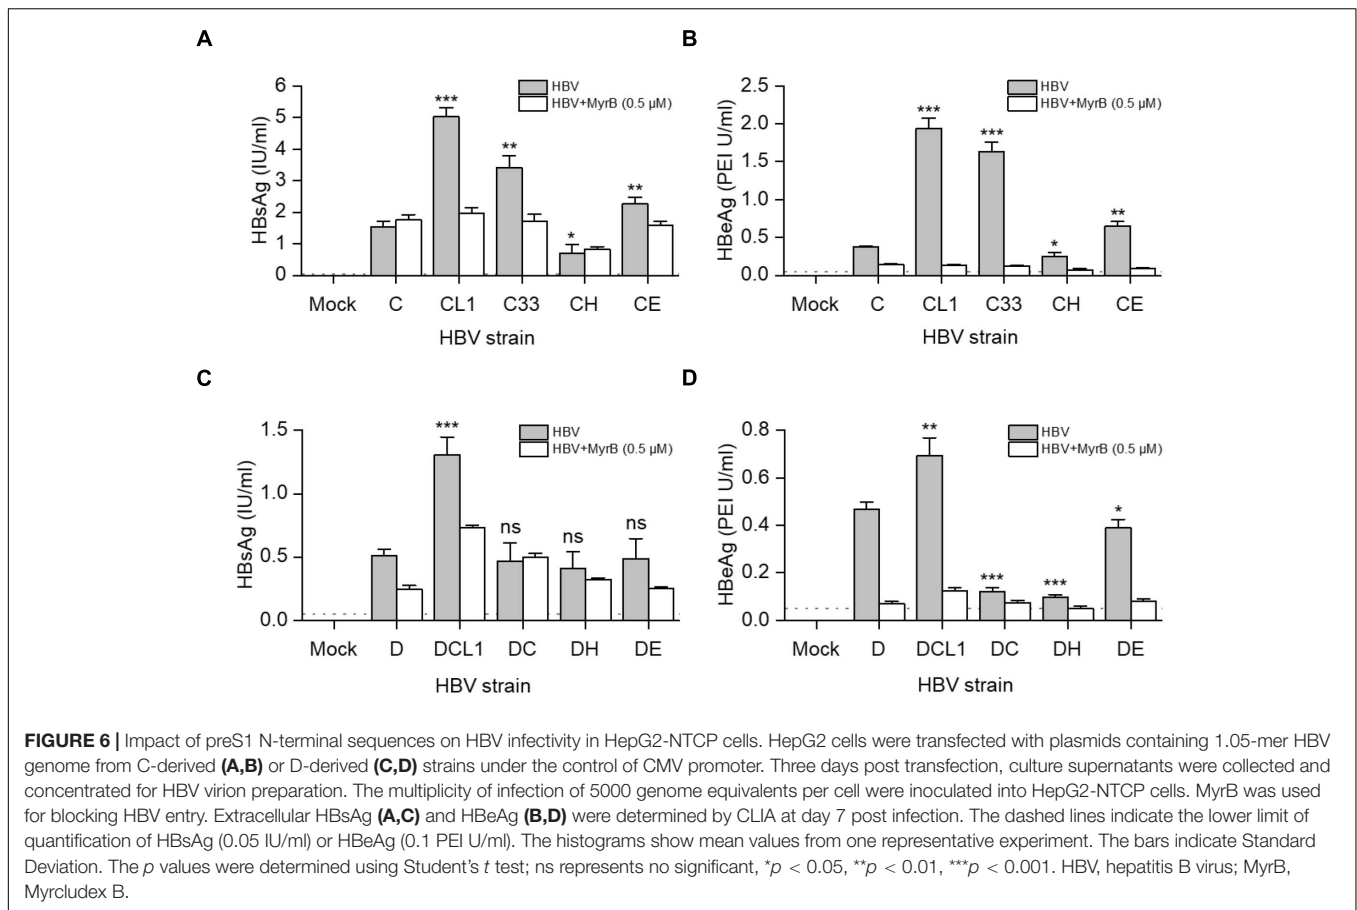 A
HBsAg (IU/ml)
6
5
4
3
2
1
0
HBV
HBV+MyrB (0.5 µM)
***
**
*
**
Mock C CL1 C33 CH CE
HBV strain
B
HBeAg (PEI U/ml)
2.5
2.0
1.5
1.0
0.5
0.0
HBV
HBV+MyrB (0.5 µM)
***
***
*
**
Mock C CL1 C33 CH CE
HBV strain
C
HBsAg (IU/ml)
1.5
1.0
0.5
0.0
HBV
HBV+MyrB (0.5 µM)
***
ns
ns
ns
Mock D DCL1 DC DH DE
HBV strain
D
HBeAg (PEI U/ml)
0.8
0.6
0.4
0.2
0.0
HBV
HBV+MyrB (0.5 µM)
**
***
***
*
Mock D DCL1 DC DH DE
HBV strain
FIGURE 6 | Impact of preS1 N-terminal sequences on HBV infectivity in HepG2-NTCP cells. HepG2 cells were transfected with plasmids containing 1.05-mer HBV
genome from C-derived (A,B) or D-derived (C,D) strains under the control of CMV promoter. Three days post transfection, culture supernatants were collected and
concentrated for HBV virion preparation. The multiplicity of infection of 5000 genome equivalents per cell were inoculated into HepG2-NTCP cells. MyrB was used
for blocking HBV entry. Extracellular HBsAg (A,C) and HBeAg (B,D) were determined by CLIA at day 7 post infection. The dashed lines indicate the lower limit of
quantification of HBsAg (0.05 IU/ml) or HBeAg (0.1 PEI U/ml). The histograms show mean values from one representative experiment. The bars indicate Standard
Deviation. The p values were determined using Student's t test; ns represents no significant, *p < 0.05, **p < 0.01, ***p < 0.001. HBV, hepatitis B virus; MyrB,
Myrcludex B.